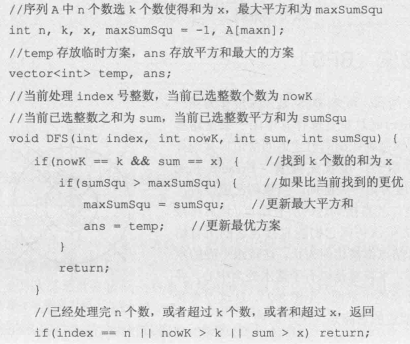 //序列 A 中 n 个数选 k 个数使得和为 x，最大平方和为 maxSumSqu
int n, k, x, maxSumSqu = -1, A[maxn];
//temp 存放临时方案，ans 存放平方和最大的方案
vector<int> temp, ans;
//当前处理 index 号整数，当前已选整数个数为 nowK
//当前已选整数之和为 sum，当前已选整数平方和为 sumSqu
void DFS(int index, int nowK, int sum, int sumSqu) {
if(nowK == k && sum == x) {    //找到 k 个数的和为 x
if(sumSqu > maxSumSqu) {    //如果比当前找到的更优
maxSumSqu = sumSqu;    //更新最大平方和
ans = temp;    //更新最优方案
}
return;
}
//已经处理完 n 个数，或者超过 k 个数，或者和超过 x，返回
if(index == n || nowK > k || sum > x) return;